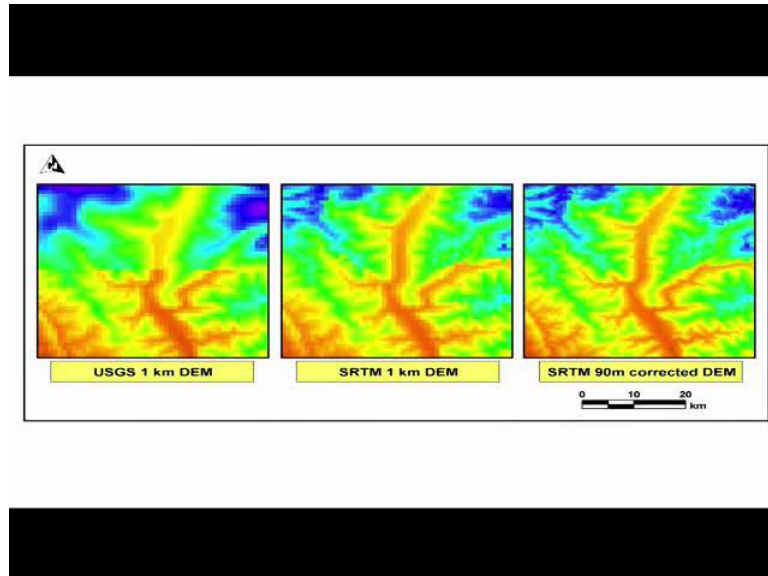 USGS 1 km DEM
SRTM 1 km DEM
SRTM 90m corrected DEM
0 10 20
km